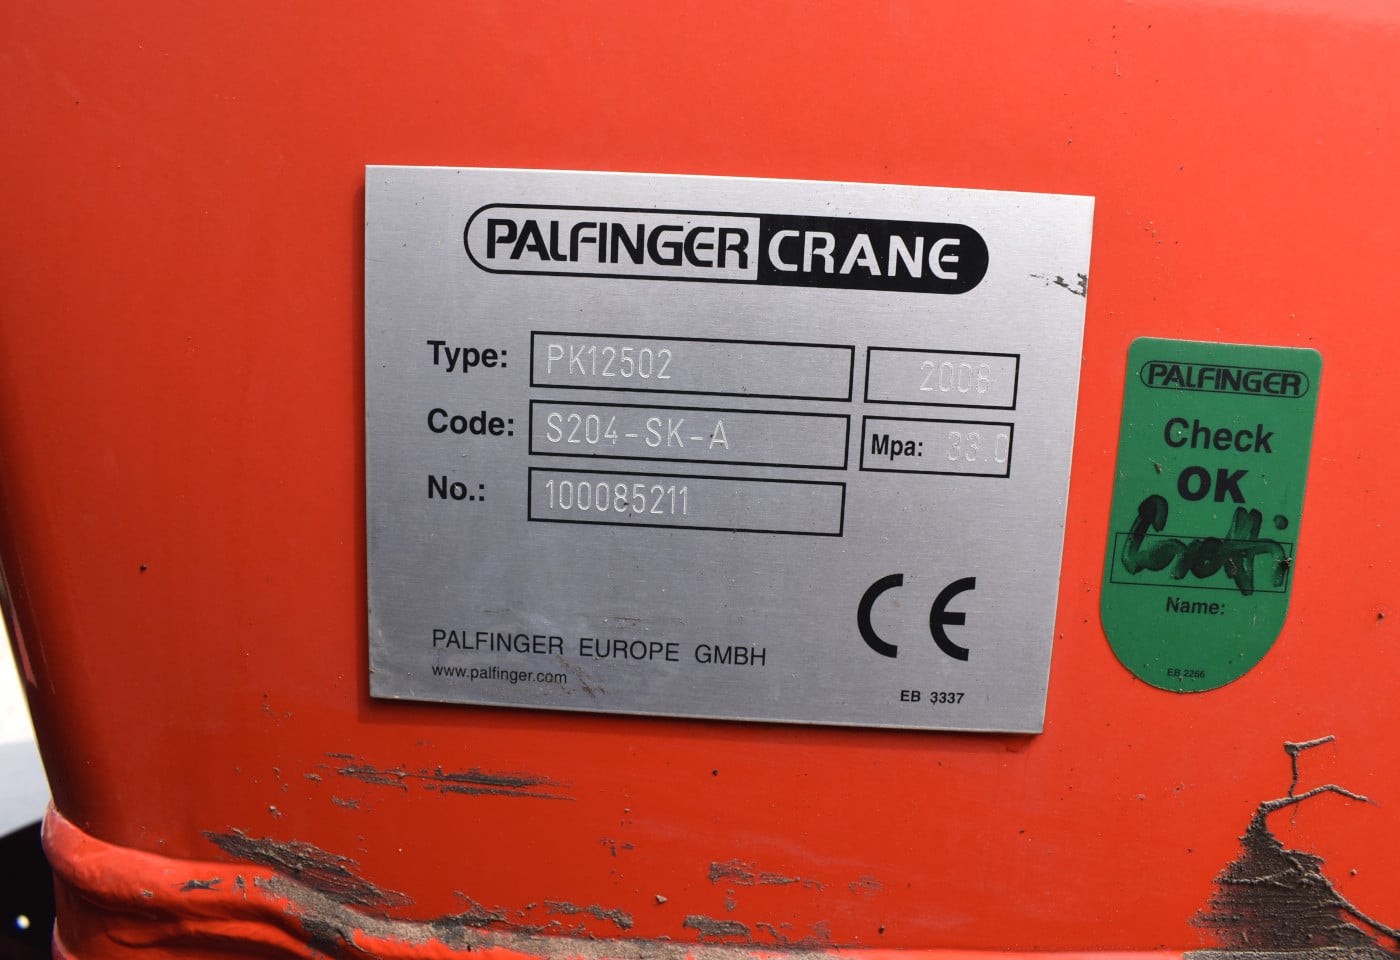 PALFINGER CRANE
Type: PK12502 2008
Code: S204-SK-A Mpa: 33.0
No.: 100085211
PALFINGER EUROPE GMBH
www.palfinger.com
CE
EB 3337
PALFINGER
Check
OK
Name:
EB 2266